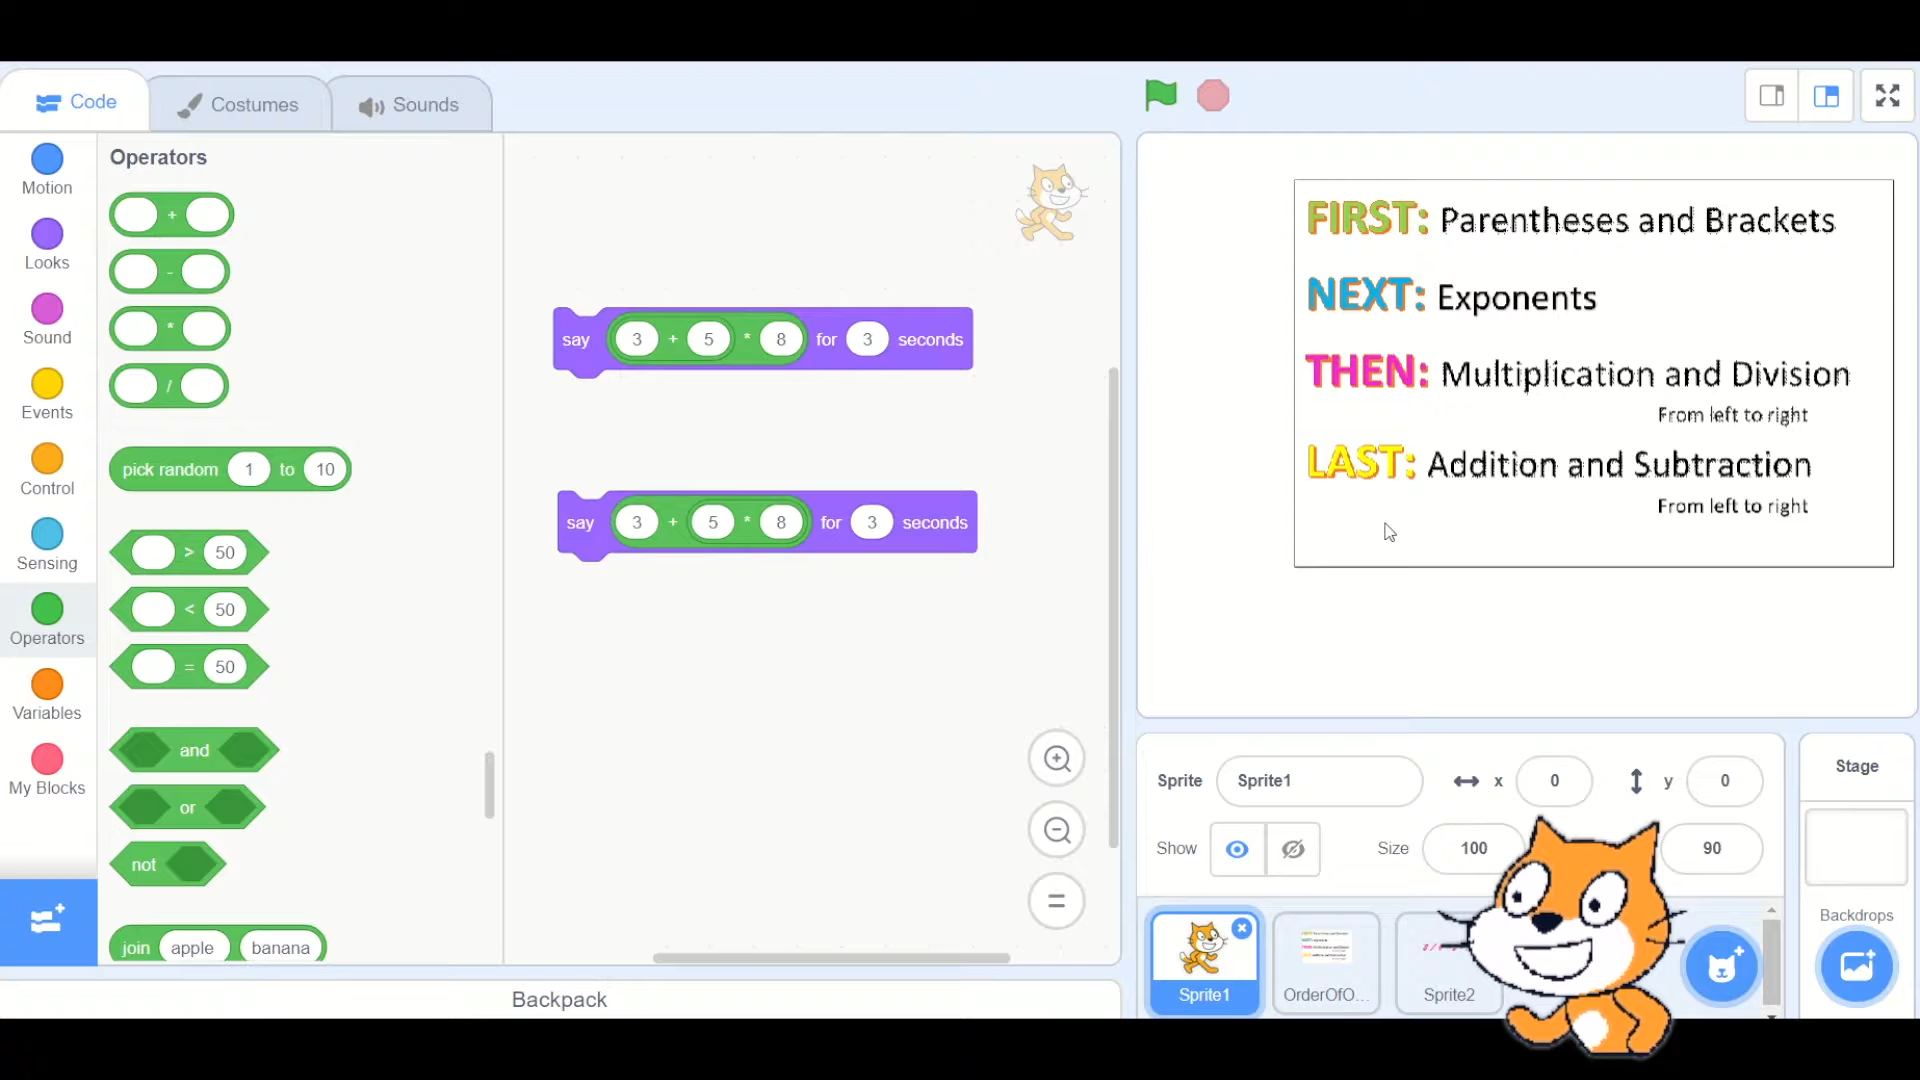 Code
Costumes
Sounds
Motion
Looks
Sound
Events
Control
Sensing
Operators
Variables
My Blocks
Operators
+
-
*
/
pick random 1 to 10
> 50
< 50
= 50
and
or
not
join apple banana
say 3 + 5 * 8 for 3 seconds
say 3 + 5 * 8 for 3 seconds
Backpack
FIRST: Parentheses and Brackets
NEXT: Exponents
THEN: Multiplication and Division
From left to right
LAST: Addition and Subtraction
From left to right
Sprite Sprite1 x 0 y 0
Show Size 100 90
Sprite1
OrderOfO...
Sprite2
Stage
Backdrops